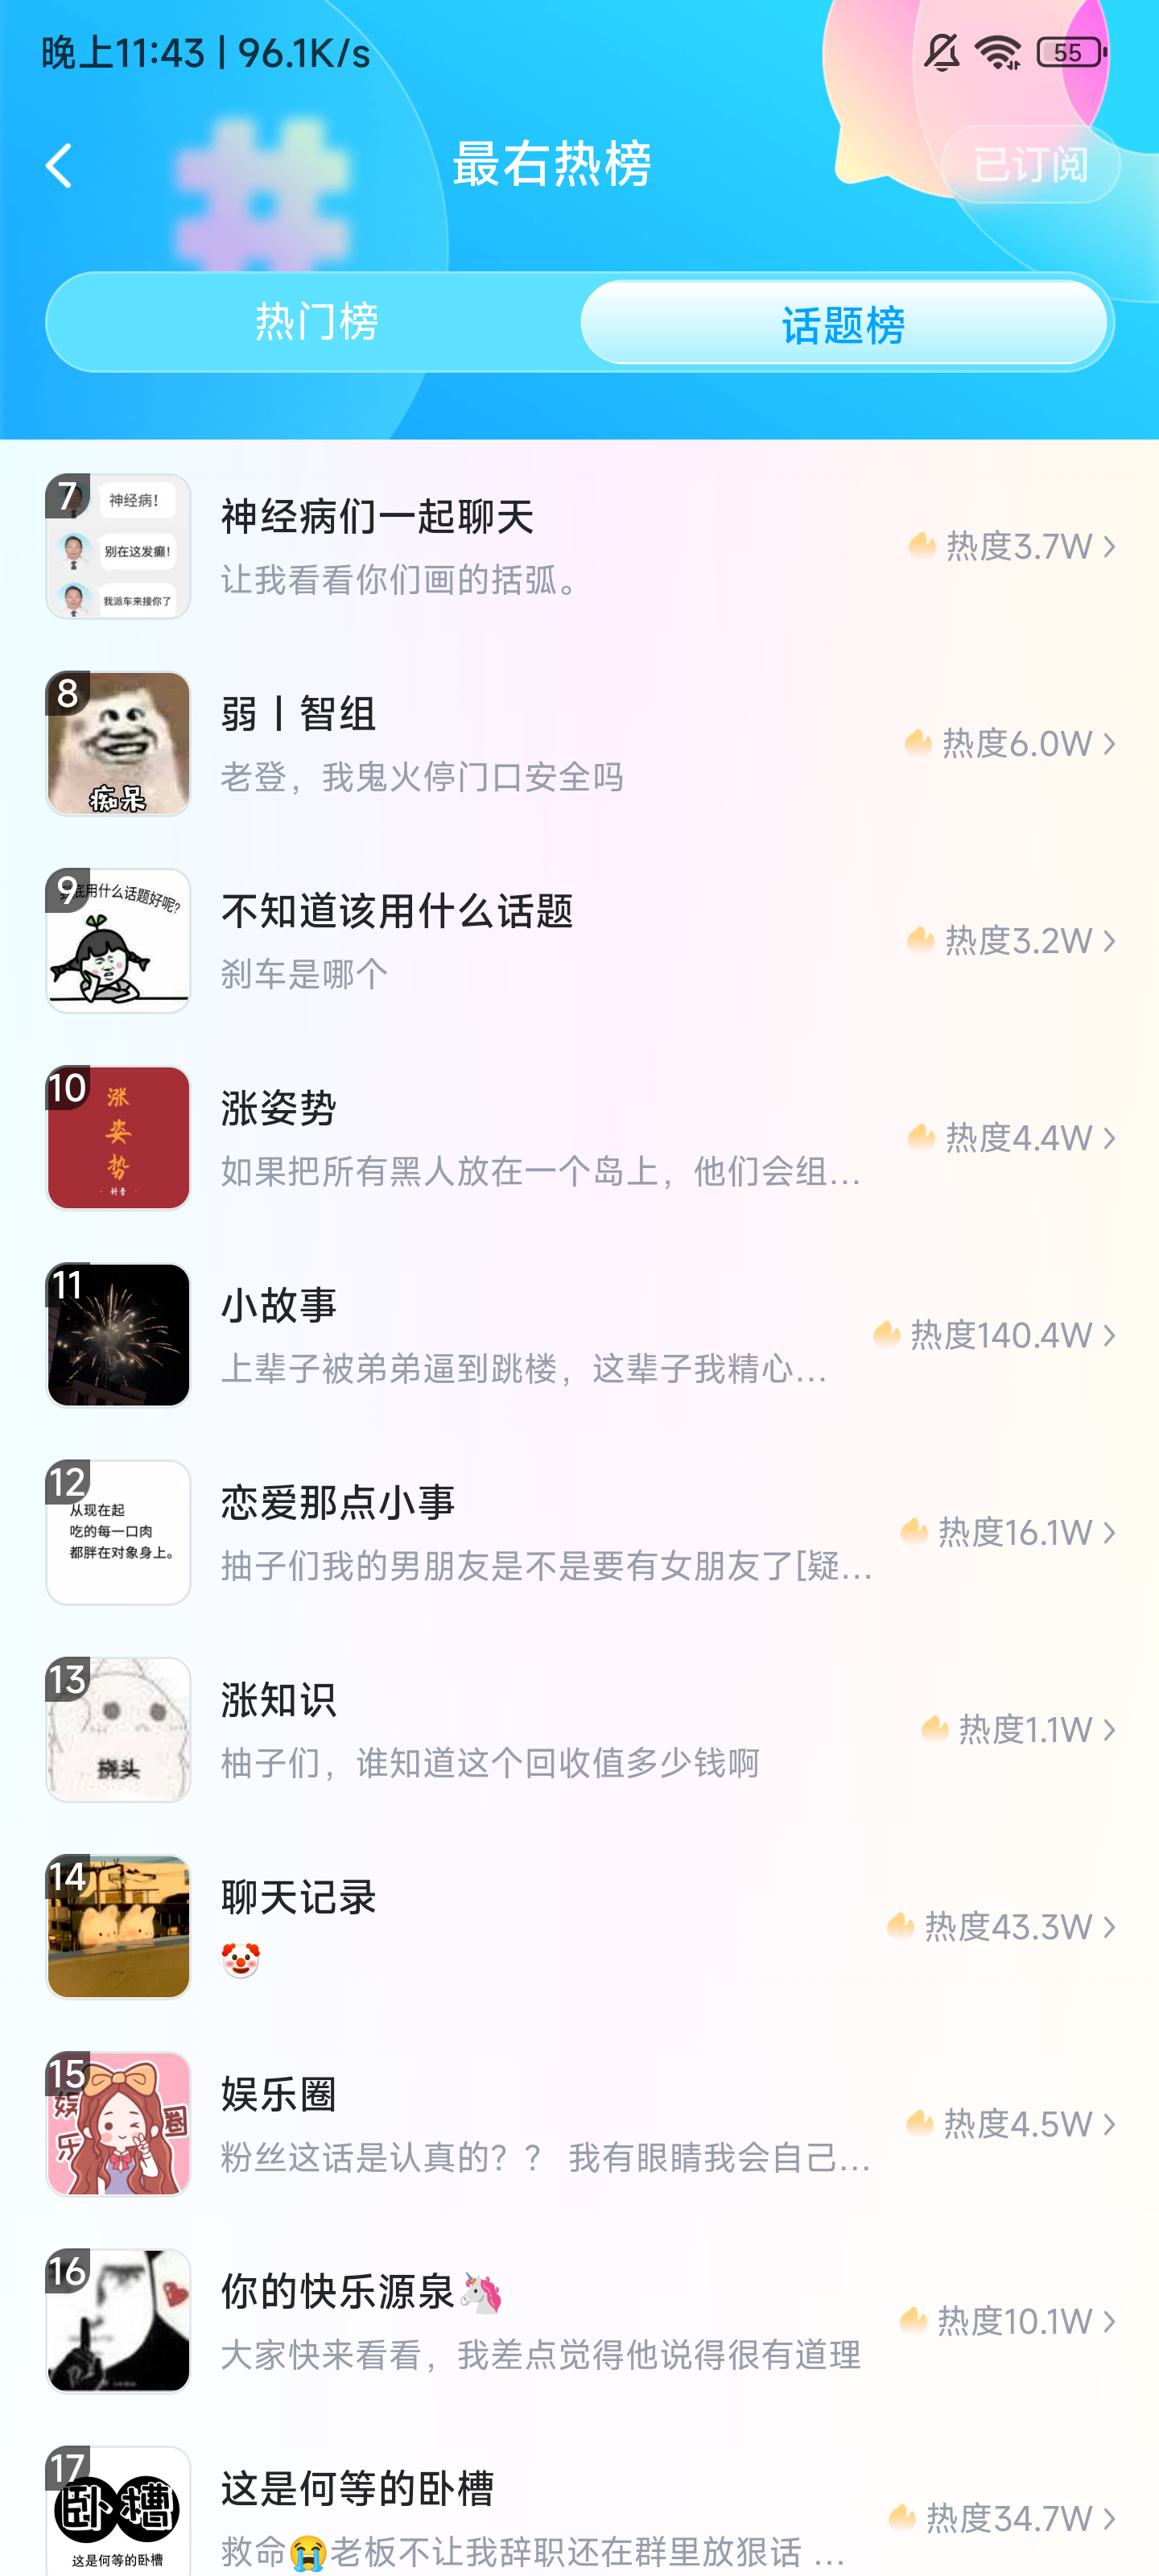 晚上11:43 | 96.1K/s
55
最右热榜
已订阅
热门榜
话题榜
7
神经病！
别在这发癫！
我派车来接你了
神经病们一起聊天
让我看看你们画的括弧。
热度3.7W
8
痴呆
弱丨智组
老登，我鬼火停门口安全吗
热度6.0W
9
底用什么话题好呢？
不知道该用什么话题
刹车是哪个
热度3.2W
10
涨
姿
势
· 科普 ·
涨姿势
如果把所有黑人放在一个岛上，他们会组...
热度4.4W
11
小故事
上辈子被弟弟逼到跳楼，这辈子我精心...
热度140.4W
12
从现在起
吃的每一口肉
都胖在对象身上。
恋爱那点小事
抽子们我的男朋友是不是要有女朋友了[疑...
热度16.1W
13
挠头
涨知识
柚子们，谁知道这个回收值多少钱啊
热度1.1W
14
聊天记录
🤡
热度43.3W
15
娱
乐
圈
娱乐圈
粉丝这话是认真的？？ 我有眼睛我会自己...
热度4.5W
16
你的快乐源泉🦄
大家快来看看，我差点觉得他说得很有道理
热度10.1W
17
卧槽
这是何等的卧槽
这是何等的卧槽
救命😭老板不让我辞职还在群里放狠话 ...
热度34.7W